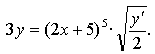 3y = (2x + 5)⁵ · √(y′/2).